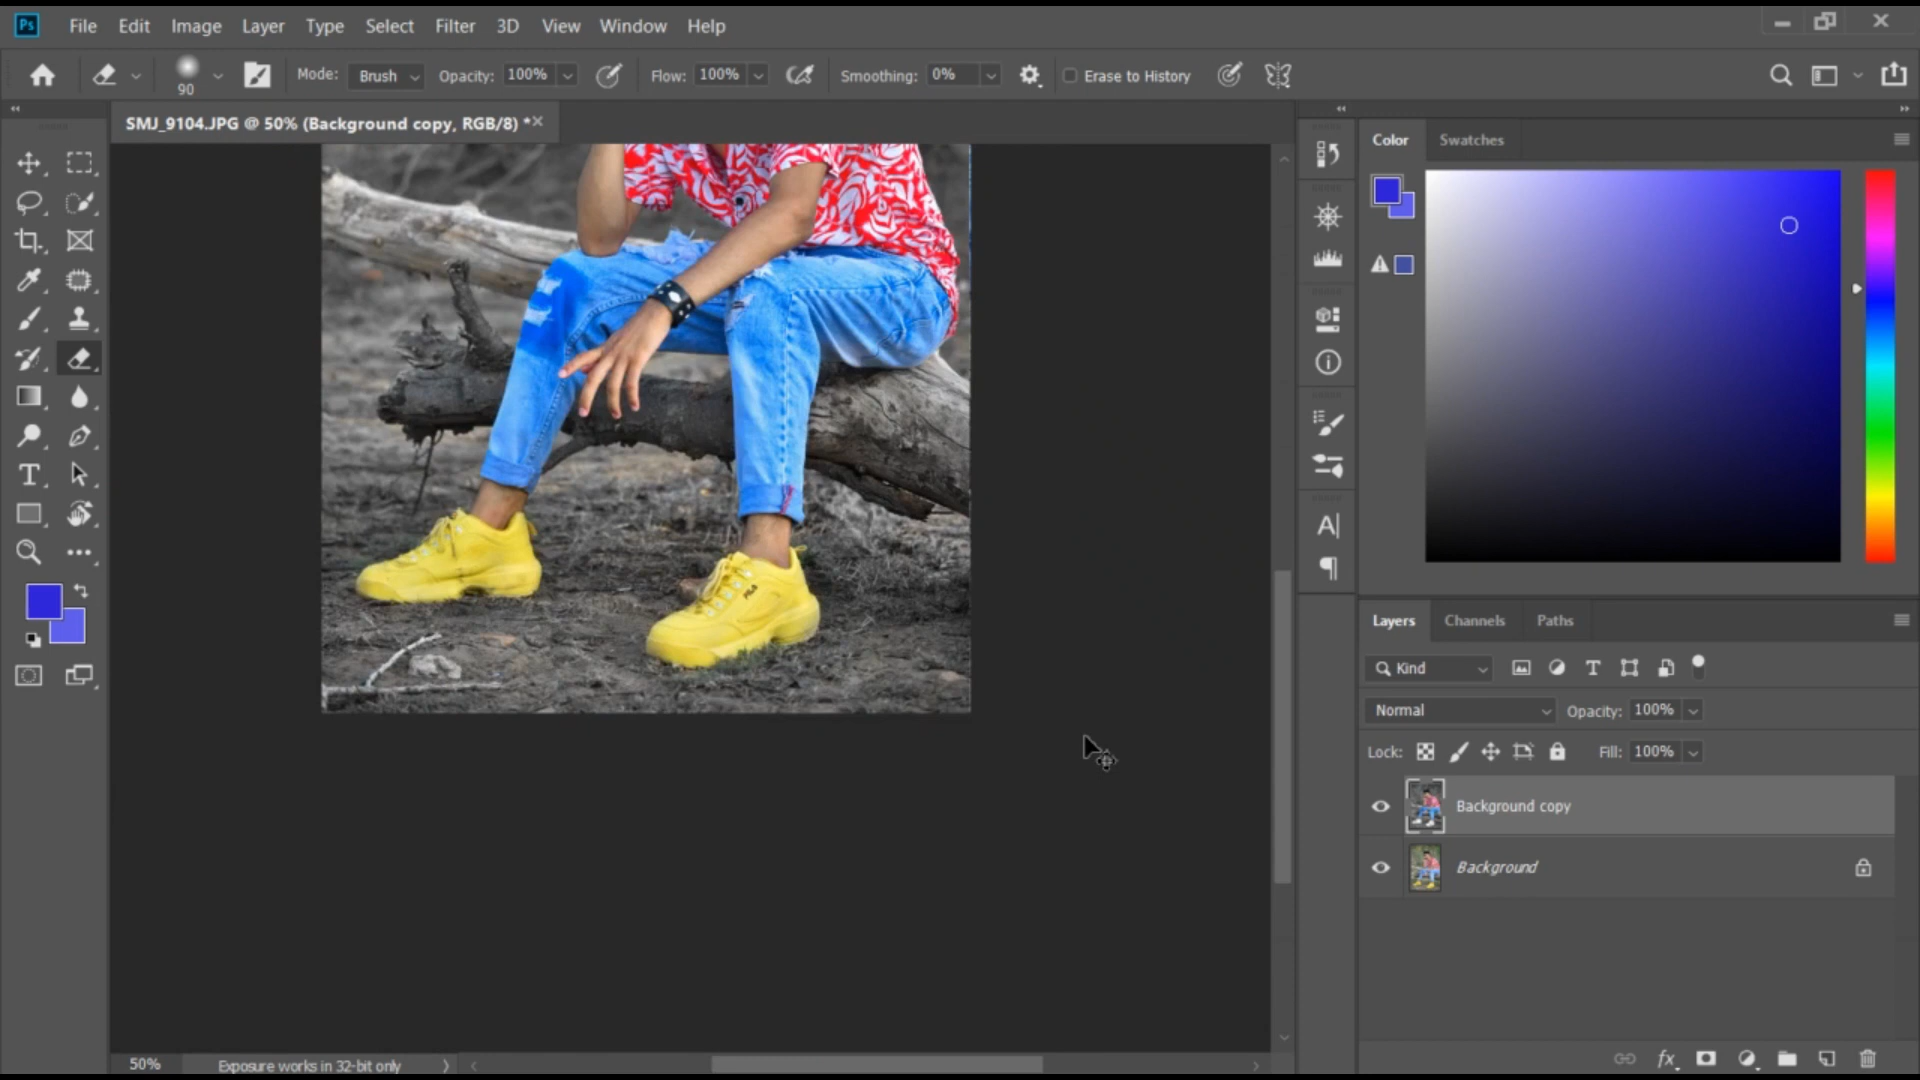 Ps File Edit Image Layer Type Select Filter 3D View Window Help
90 Mode: Brush Opacity: 100% Flow: 100% Smoothing: 0% Erase to History
SMJ_9104.JPG @ 50% (Background copy, RGB/8) *
Color Swatches
FILA
Layers Channels Paths
Kind
Normal Opacity: 100%
Lock: Fill: 100%
Background copy
Background
50% Exposure works in 32-bit only